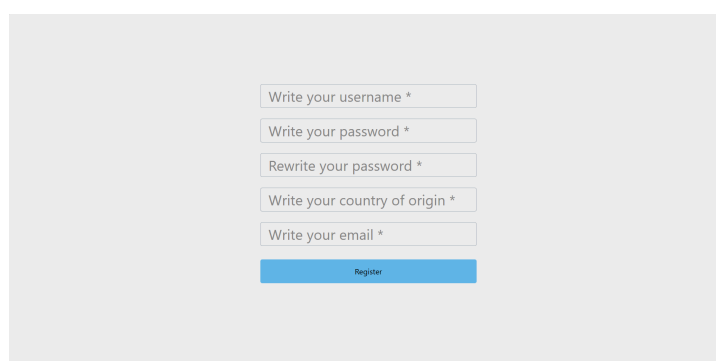 Write your username *
Write your password *
Rewrite your password *
Write your country of origin *
Write your email *
Register